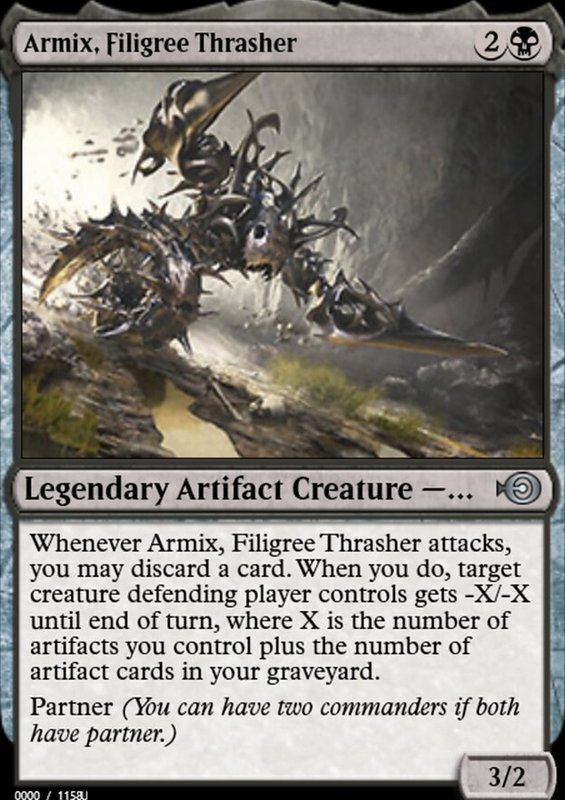 Armix, Filigree Thrasher 2
Legendary Artifact Creature —...
Whenever Armix, Filigree Thrasher attacks,
you may discard a card. When you do, target
creature defending player controls gets -X/-X
until end of turn, where X is the number of
artifacts you control plus the number of
artifact cards in your graveyard.
Partner (You can have two commanders if both
have partner.)
3/2
0000 / 1158U